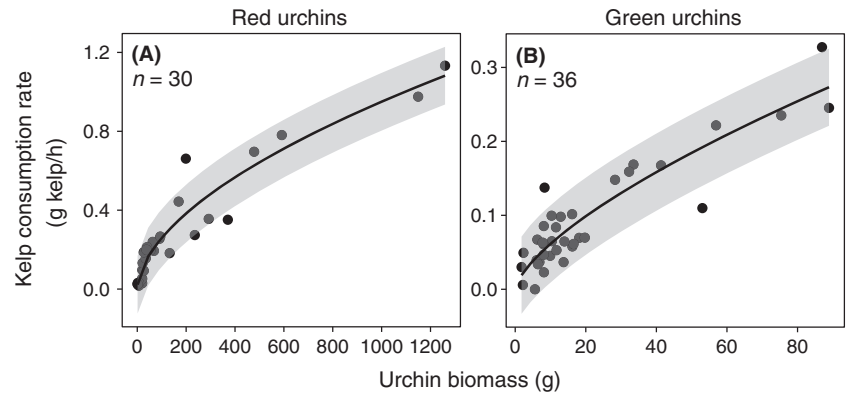 Red urchins
Green urchins
(A)
n = 30
(B)
n = 36
Kelp consumption rate
(g kelp/h)
1.2
0.8
0.4
0.0
0.3
0.2
0.1
0.0
0 200 400 600 800 1000 1200
0 20 40 60 80
Urchin biomass (g)